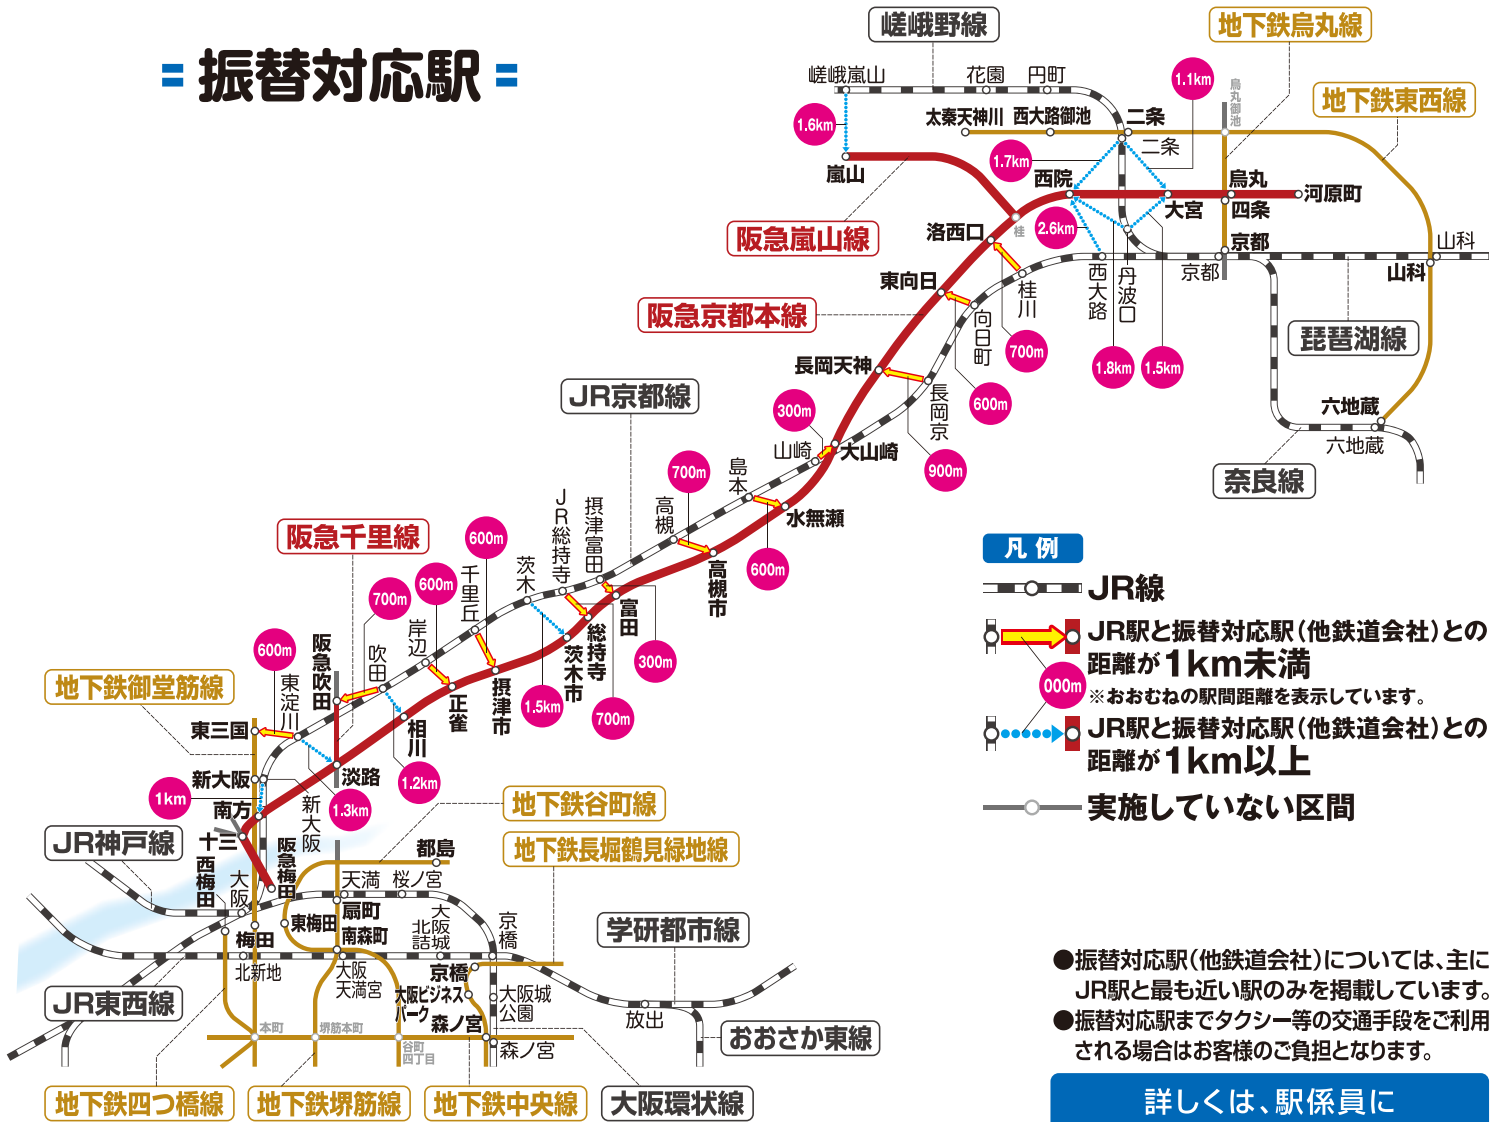 振替対応駅
嵯峨野線
地下鉄烏丸線
地下鉄東西線
嵯峨嵐山
花園
円町
1.1km
烏丸御池
1.6km
太秦天神川
西大路御池
二条
二条
1.7km
嵐山
西院
烏丸
河原町
大宮
四条
阪急嵐山線
洛西口
桂
2.6km
京都
山科
東向日
桂川
西大路
丹波口
京都
山科
阪急京都本線
向日町
700m
琵琶湖線
長岡天神
1.8km
1.5km
JR京都線
長岡京
600m
300m
六地蔵
山崎
大山崎
六地蔵
900m
700m
島本
奈良線
高槻
水無瀬
JR総持寺
摂津富田
阪急千里線
600m
600m
高槻市
千里丘
茨木
600m
700m
岸辺
富田
総持寺
茨木市
300m
600m
阪急吹田
吹田
地下鉄御堂筋線
東淀川
正雀
摂津市
1.5km
700m
東三国
相川
新大阪
淡路
1.2km
1km
南方
新大阪
1.3km
地下鉄谷町線
JR神戸線
十三
阪急梅田
都島
地下鉄長堀鶴見緑地線
西梅田
大阪
天満
桜ノ宮
扇町
東梅田
南森町
大阪城北詰
京橋
学研都市線
梅田
北新地
大阪天満宮
京橋
大阪ビジネスパーク
大阪城公園
JR東西線
森ノ宮
放出
おおさか東線
本町
堺筋本町
谷町四丁目
森ノ宮
地下鉄四つ橋線
地下鉄堺筋線
地下鉄中央線
大阪環状線
凡例
JR線
JR駅と振替対応駅(他鉄道会社)との
距離が1km未満
000m
※おおむねの駅間距離を表示しています。
JR駅と振替対応駅(他鉄道会社)との
距離が1km以上
実施していない区間
●振替対応駅(他鉄道会社)については、主に
JR駅と最も近い駅のみを掲載しています。
●振替対応駅までタクシー等の交通手段をご利用
される場合はお客様のご負担となります。
詳しくは、駅係員に